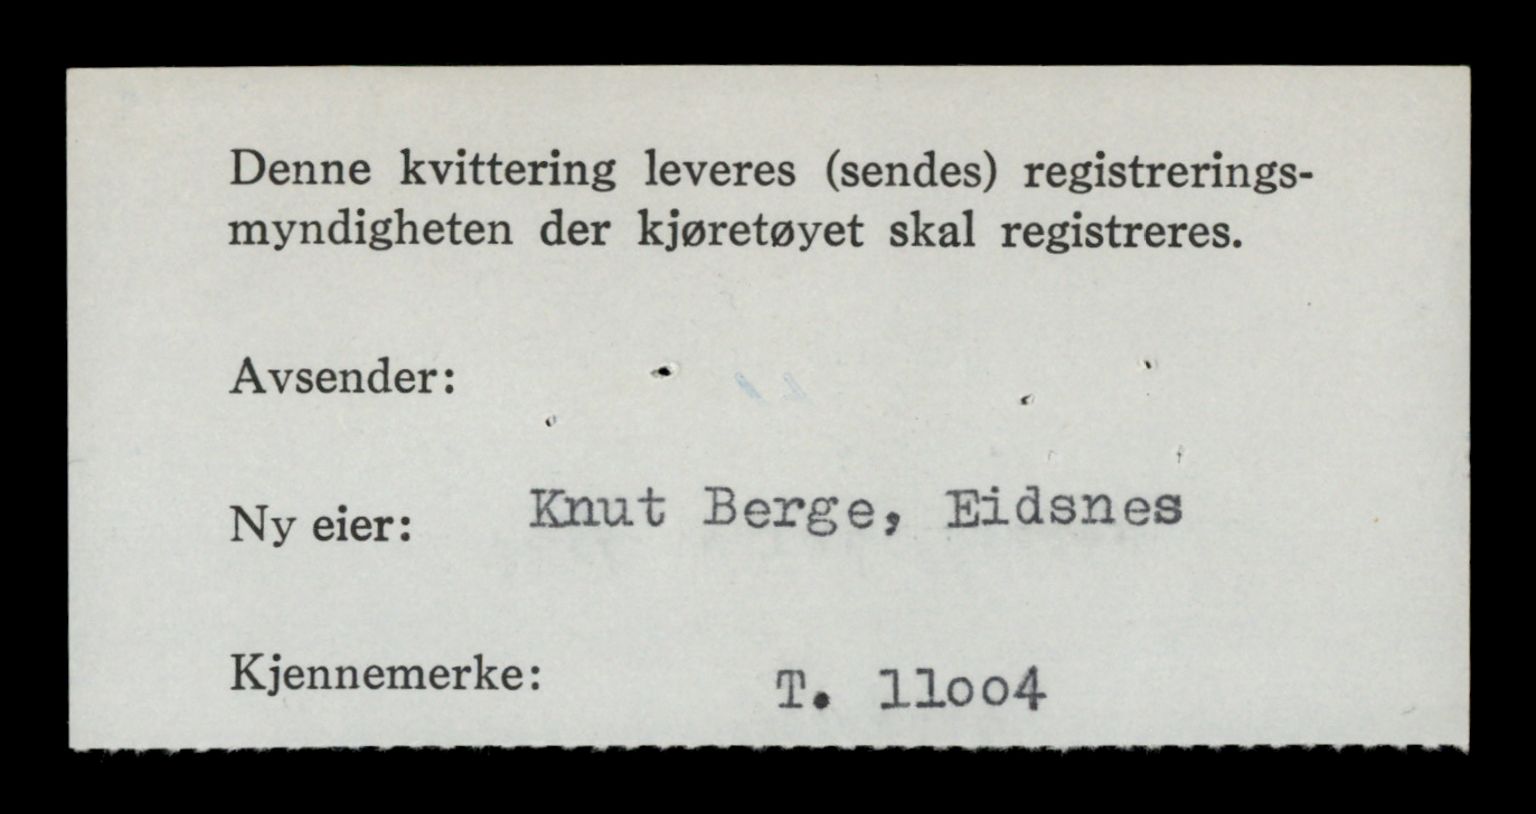 Denne kvittering leveres (sendes) registrerings-
myndigheten der kjøretøyet skal registreres.
Avsender:
Ny eier: Knut Berge, Eidsnes
Kjennemerke: T. 11oo4